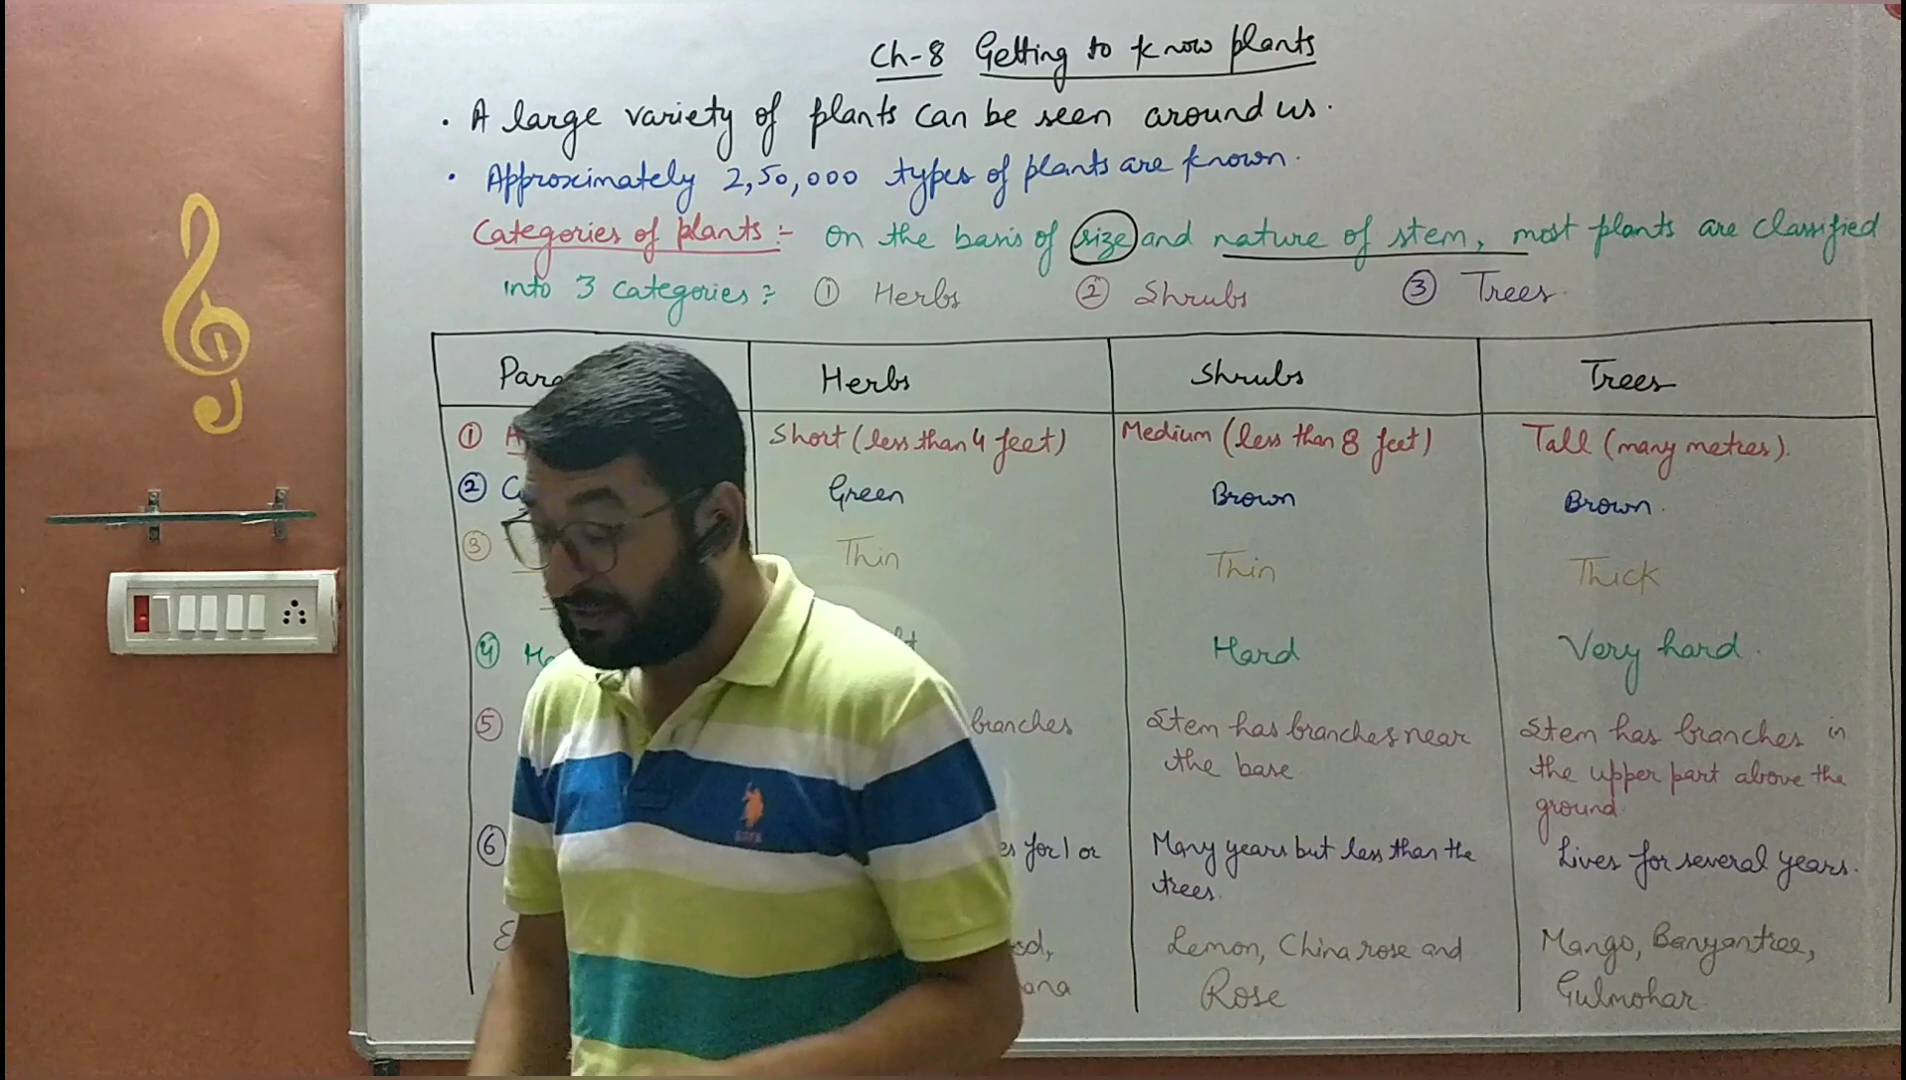 Ch-8 Getting to know plants
• A large variety of plants can be seen around us.
• Approximately 2,50,000 types of plants are known.
Categories of plants :- On the basis of size and nature of stem, most plants are classified
into 3 categories :- ① Herbs ② Shrubs ③ Trees.
Herbs Shrubs Trees
① Short (less than 4 feet) Medium (less than 8 feet) Tall (many metres).
② Green Brown Brown.
③ Thin Thin Thick
④ Hard Very hard.
⑤ branches Stem has branches near Stem has branches in
the base the upper part above the
ground.
⑥ for 1 or Many years but less than the Lives for several years.
trees.
Lemon, China rose and Mango, Banyan tree,
Rose Gulmohar